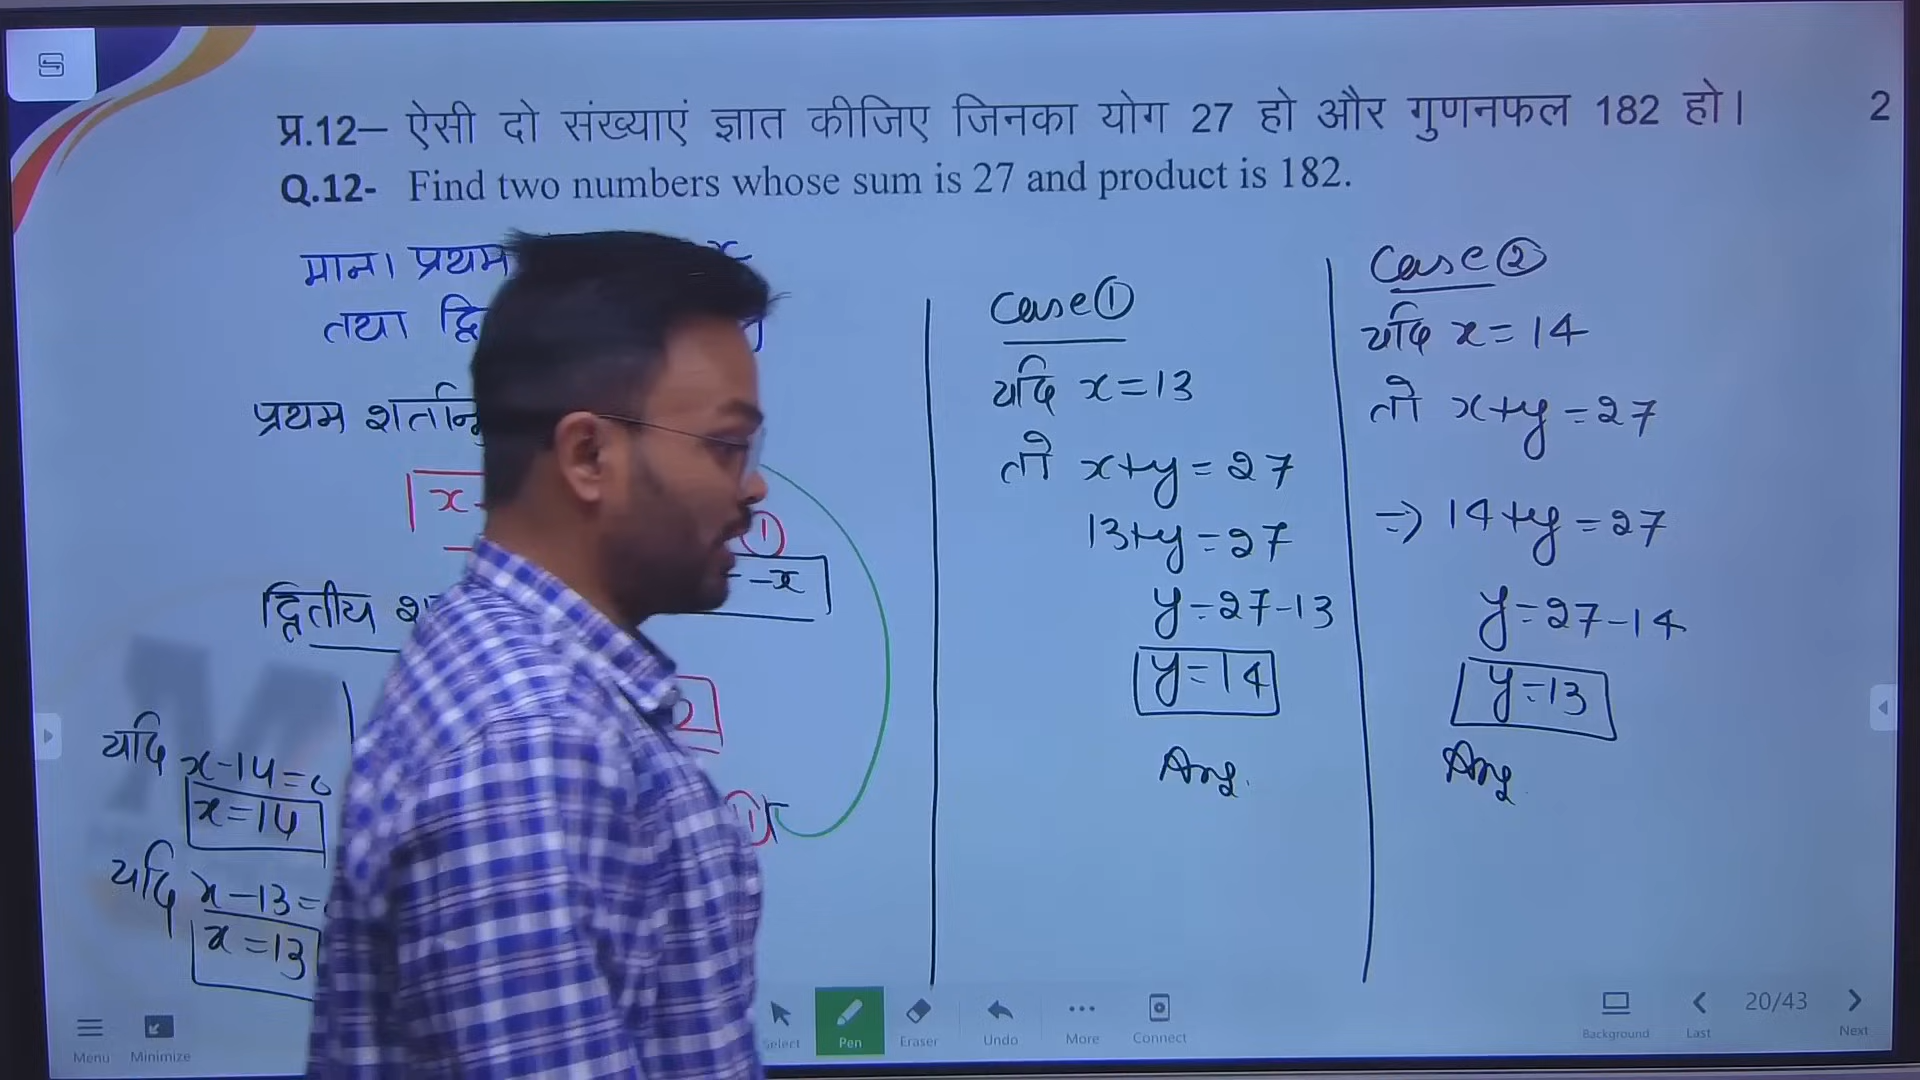 प्र.12– ऐसी दो संख्याएं ज्ञात कीजिए जिनका योग 27 हो और गुणनफल 182 हो। 2
Q.12- Find two numbers whose sum is 27 and product is 182.
माना प्रथम x
तथा
प्रथम
x
1
-x
द्वितीय
2
1
यदि x-14=0
x=14
यदि x-13=
x=13
Case 1
यदि x=13
तो x+y=27
13+y=27
y=27-13
y=14
Ans.
Case 2
यदि x=14
तो x+y=27
=> 14+y=27
y=27-14
y=13
Ans
Menu
Minimize
Select
Pen
Eraser
Undo
More
Connect
Background
Last
20/43
Next